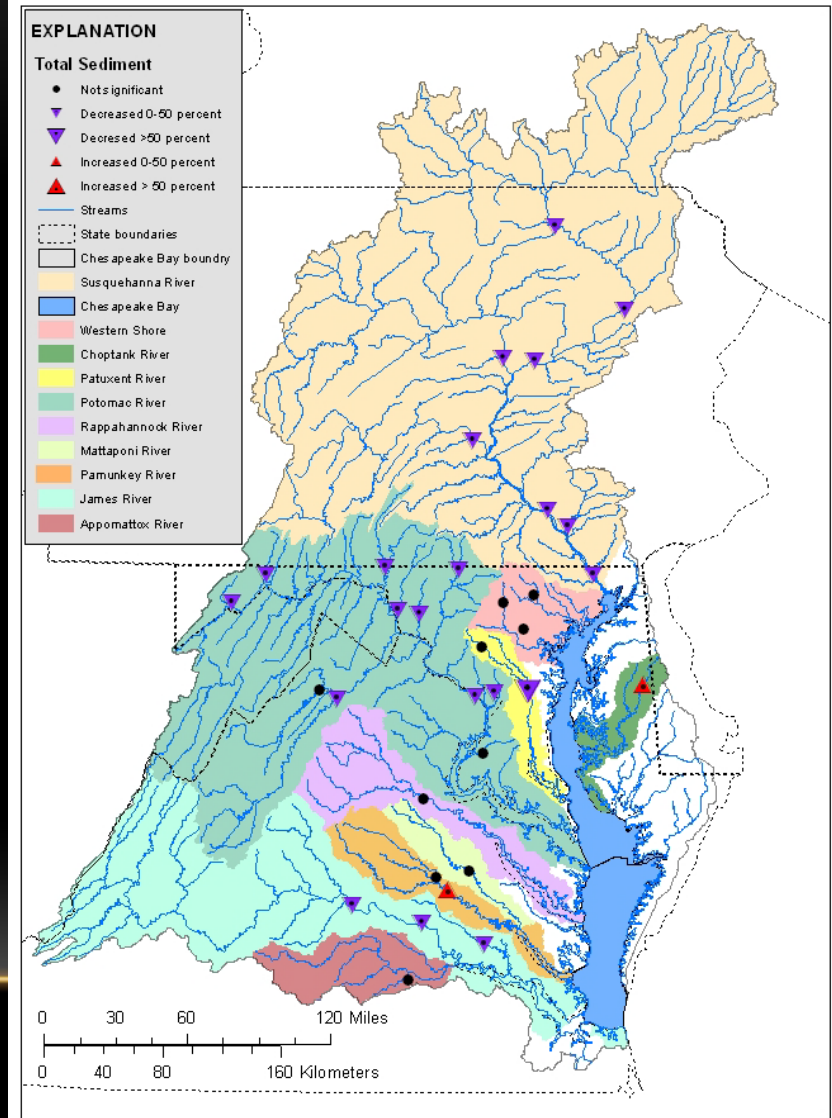 EXPLANATION
Total Sediment
Not significant
Decreased 0-50 percent
Decresed >50 percent
Increased 0-50 percent
Increased > 50 percent
Streams
State boundaries
Chesapeake Bay boundry
Susquehanna River
Chesapeake Bay
Western Shore
Choptank River
Patuxent River
Potomac River
Rappahannock River
Mattaponi River
Pamunkey River
James River
Appomattox River
0 30 60 120 Miles
0 40 80 160 Kilometers